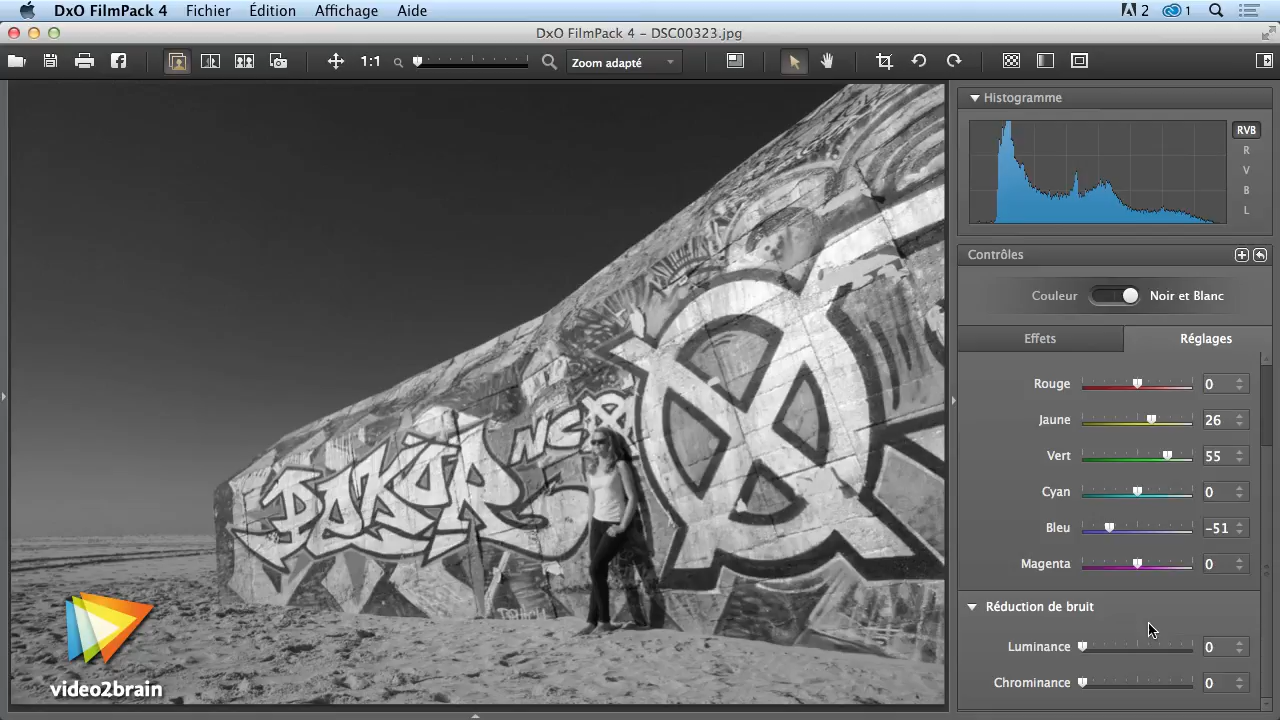 DxO FilmPack 4 Fichier Édition Affichage Aide 2 1
DxO FilmPack 4 – DSC00323.jpg
1:1 Zoom adapté
Histogramme
RVB
R
V
B
L
Contrôles
Couleur Noir et Blanc
Effets Réglages
Rouge 0
Jaune 26
Vert 55
Cyan 0
Bleu -51
Magenta 0
Réduction de bruit
Luminance 0
Chrominance 0
NC
video2brain